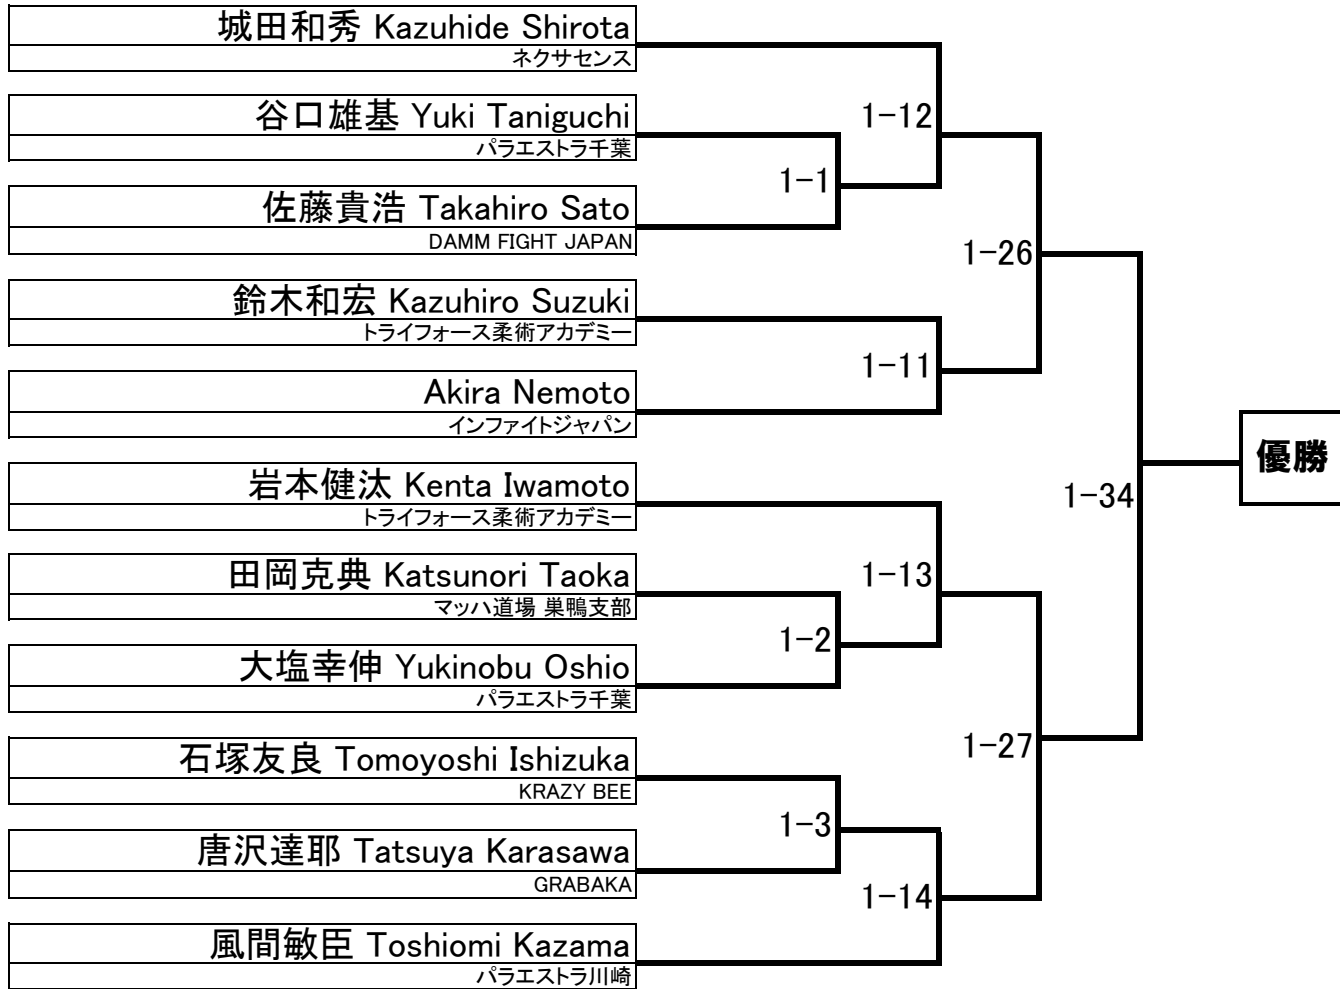 城田和秀 Kazuhide Shirota
ネクサセンス
谷口雄基 Yuki Taniguchi
パラエストラ千葉
1-12
1-1
佐藤貴浩 Takahiro Sato
DAMM FIGHT JAPAN
1-26
鈴木和宏 Kazuhiro Suzuki
トライフォース柔術アカデミー
1-11
Akira Nemoto
インファイトジャパン
優勝
岩本健汰 Kenta Iwamoto
トライフォース柔術アカデミー
1-34
田岡克典 Katsunori Taoka
マッハ道場 巣鴨支部
1-13
1-2
大塩幸伸 Yukinobu Oshio
パラエストラ千葉
1-27
石塚友良 Tomoyoshi Ishizuka
KRAZY BEE
1-3
唐沢達耶 Tatsuya Karasawa
GRABAKA
1-14
風間敏臣 Toshiomi Kazama
パラエストラ川崎